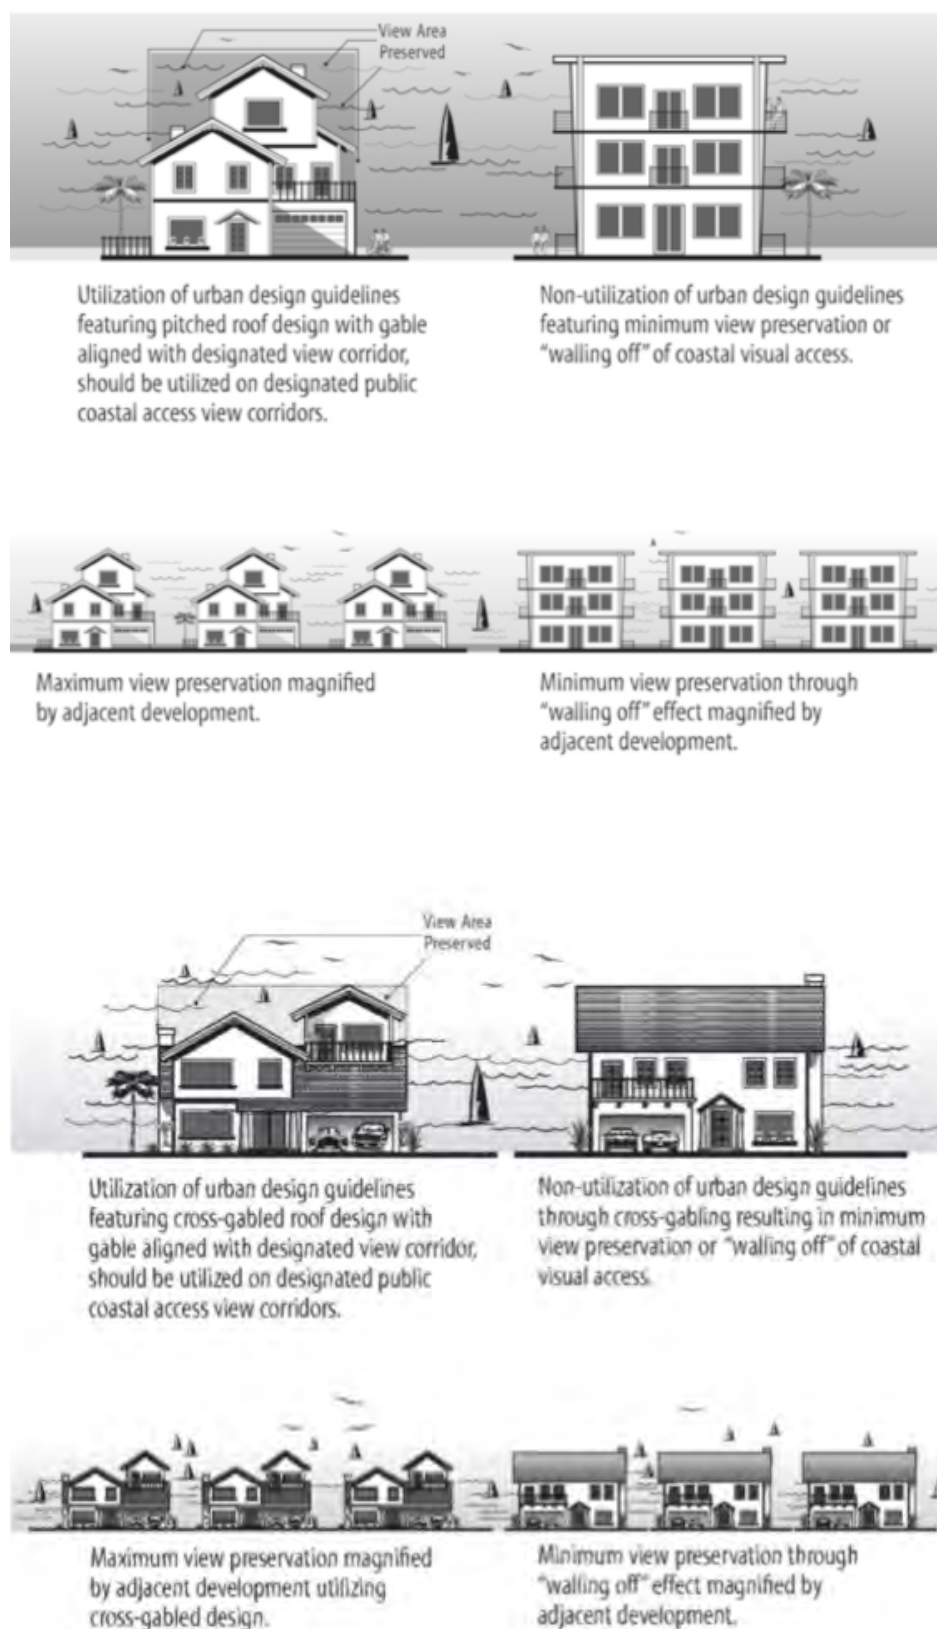 View Area
Preserved
Utilization of urban design guidelines
featuring pitched roof design with gable
aligned with designated view corridor,
should be utilized on designated public
coastal access view corridors.
Non-utilization of urban design guidelines
featuring minimum view preservation or
“walling off” of coastal visual access.
Maximum view preservation magnified
by adjacent development.
Minimum view preservation through
“walling off” effect magnified by
adjacent development.
View Area
Preserved
Utilization of urban design guidelines
featuring cross-gabled roof design with
gable aligned with designated view corridor,
should be utilized on designated public
coastal access view corridors.
Non-utilization of urban design guidelines
through cross-gabling resulting in minimum
view preservation or “walling off” of coastal
visual access.
Maximum view preservation magnified
by adjacent development utilizing
cross-gabled design.
Minimum view preservation through
“walling off” effect magnified by
adjacent development.